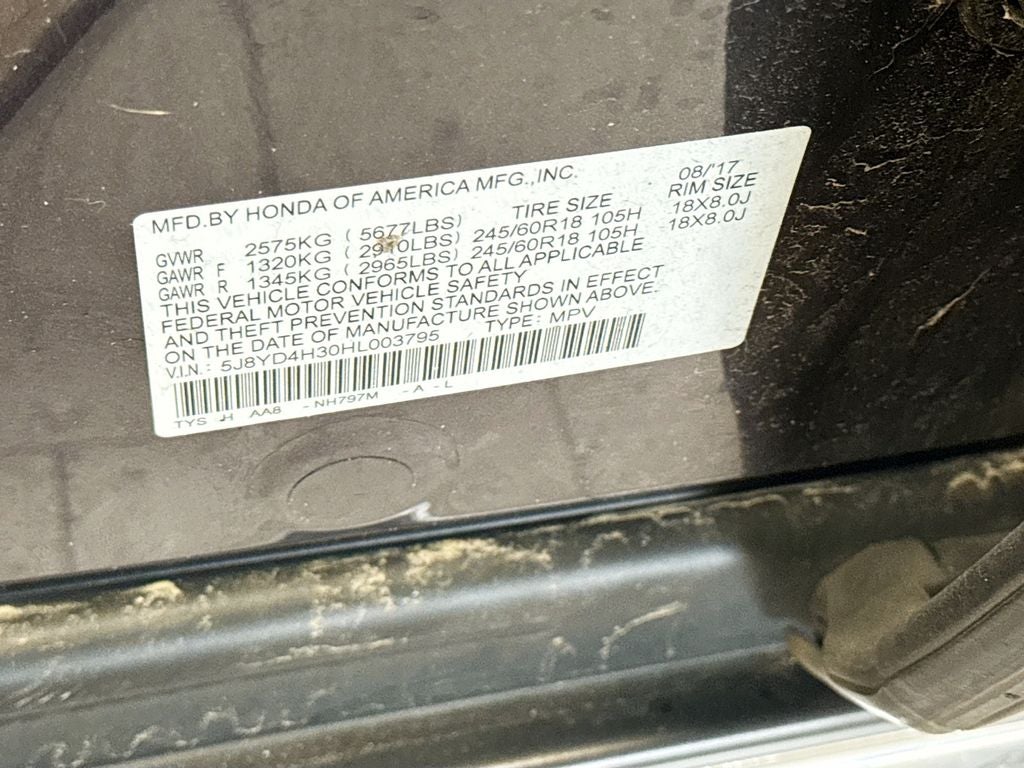 MFD.BY HONDA OF AMERICA MFG.,INC. 08/'17
TIRE SIZE RIM SIZE
GVWR 2575KG ( 5677LBS)
GAWR F 1320KG ( 2910LBS) 245/60R18 105H 18X8.0J
GAWR R 1345KG ( 2965LBS) 245/60R18 105H 18X8.0J
THIS VEHICLE CONFORMS TO ALL APPLICABLE
FEDERAL MOTOR VEHICLE SAFETY
AND THEFT PREVENTION STANDARDS IN EFFECT
ON THE DATE OF MANUFACTURE SHOWN ABOVE.
V.I.N.: 5J8YD4H30HL003795 TYPE: MPV
TYS -H AA8 -NH797M -A -L